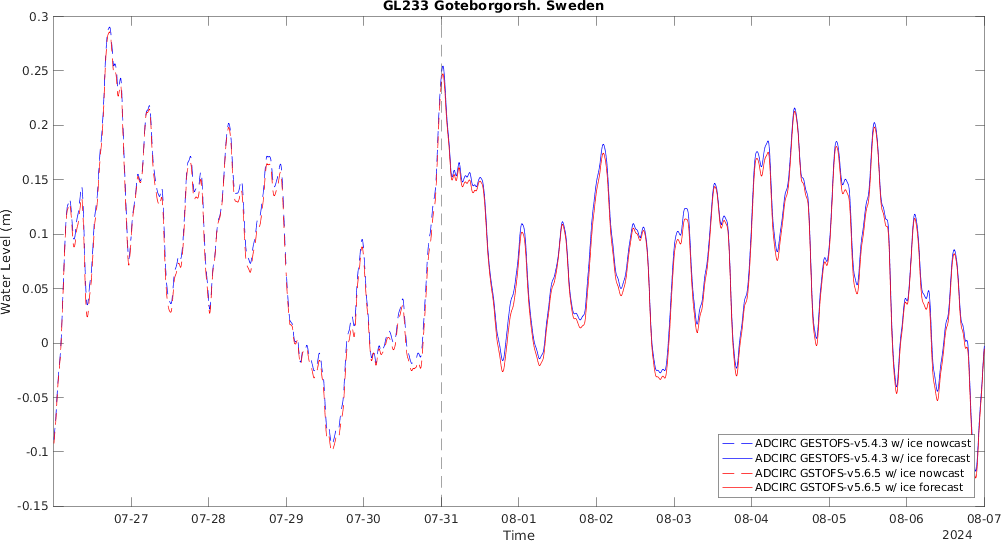 GL233 Goteborgorsh. Sweden
0.3
0.25
0.2
0.15
0.1
0.05
0
-0.05
-0.1
-0.15
Water Level (m)
07-27 07-28 07-29 07-30 07-31 08-01 08-02 08-03 08-04 08-05 08-06 08-07
2024
Time
ADCIRC GESTOFS-v5.4.3 w/ ice nowcast
ADCIRC GESTOFS-v5.4.3 w/ ice forecast
ADCIRC GSTOFS-v5.6.5 w/ ice nowcast
ADCIRC GSTOFS-v5.6.5 w/ ice forecast